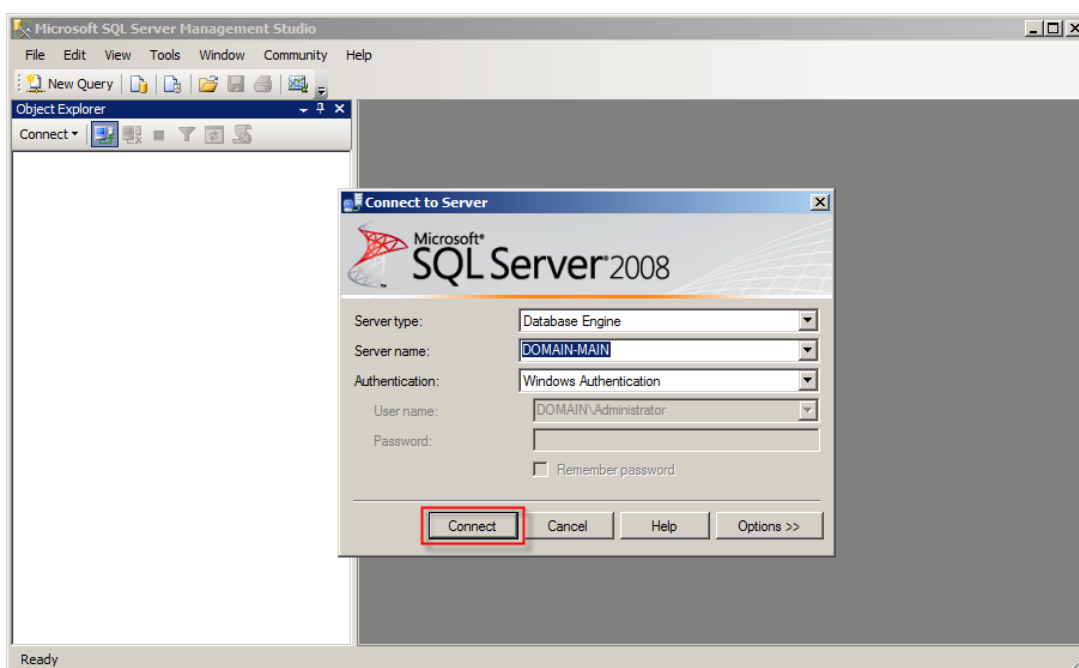 Microsoft SQL Server Management Studio
File Edit View Tools Window Community Help
New Query
Object Explorer
Connect
Connect to Server
Microsoft®
SQL Server® 2008
Server type: Database Engine
Server name: DOMAIN-MAIN
Authentication: Windows Authentication
User name: DOMAIN\Administrator
Password:
Remember password
Connect Cancel Help Options >>
Ready